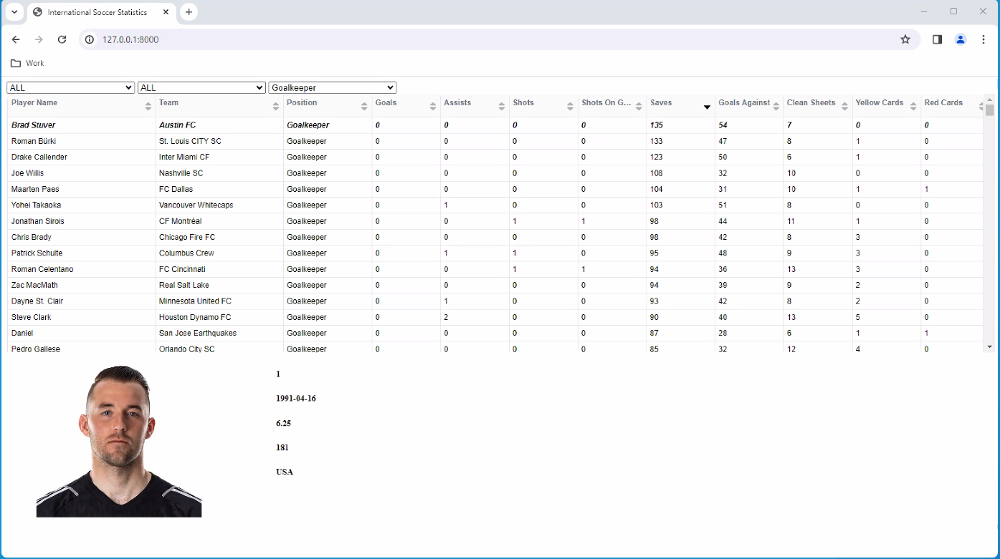 International Soccer Statistics
127.0.0.1:8000
Work
ALL ALL Goalkeeper
Player Name Team Position Goals Assists Shots Shots On G... Saves Goals Against Clean Sheets Yellow Cards Red Cards
Brad Stuver Austin FC Goalkeeper 0 0 0 0 135 54 7 0 0
Roman Bürki St. Louis CITY SC Goalkeeper 0 0 0 0 133 47 8 1 0
Drake Callender Inter Miami CF Goalkeeper 0 0 0 0 123 50 6 1 0
Joe Willis Nashville SC Goalkeeper 0 0 0 0 108 32 10 0 0
Maarten Paes FC Dallas Goalkeeper 0 0 0 0 104 31 10 1 1
Yohei Takaoka Vancouver Whitecaps Goalkeeper 0 1 0 0 103 51 8 0 0
Jonathan Sirois CF Montréal Goalkeeper 0 0 1 1 98 44 11 1 0
Chris Brady Chicago Fire FC Goalkeeper 0 0 0 0 98 42 8 3 0
Patrick Schulte Columbus Crew Goalkeeper 0 1 1 0 95 48 9 3 0
Roman Celentano FC Cincinnati Goalkeeper 0 0 1 1 94 36 13 3 0
Zac MacMath Real Salt Lake Goalkeeper 0 0 0 0 94 39 9 2 0
Dayne St. Clair Minnesota United FC Goalkeeper 0 1 0 0 93 42 8 2 0
Steve Clark Houston Dynamo FC Goalkeeper 0 2 0 0 90 40 13 5 0
Daniel San Jose Earthquakes Goalkeeper 0 0 0 0 87 28 6 1 1
Pedro Gallese Orlando City SC Goalkeeper 0 0 0 0 85 32 12 4 0
1
1991-04-16
6.25
181
USA